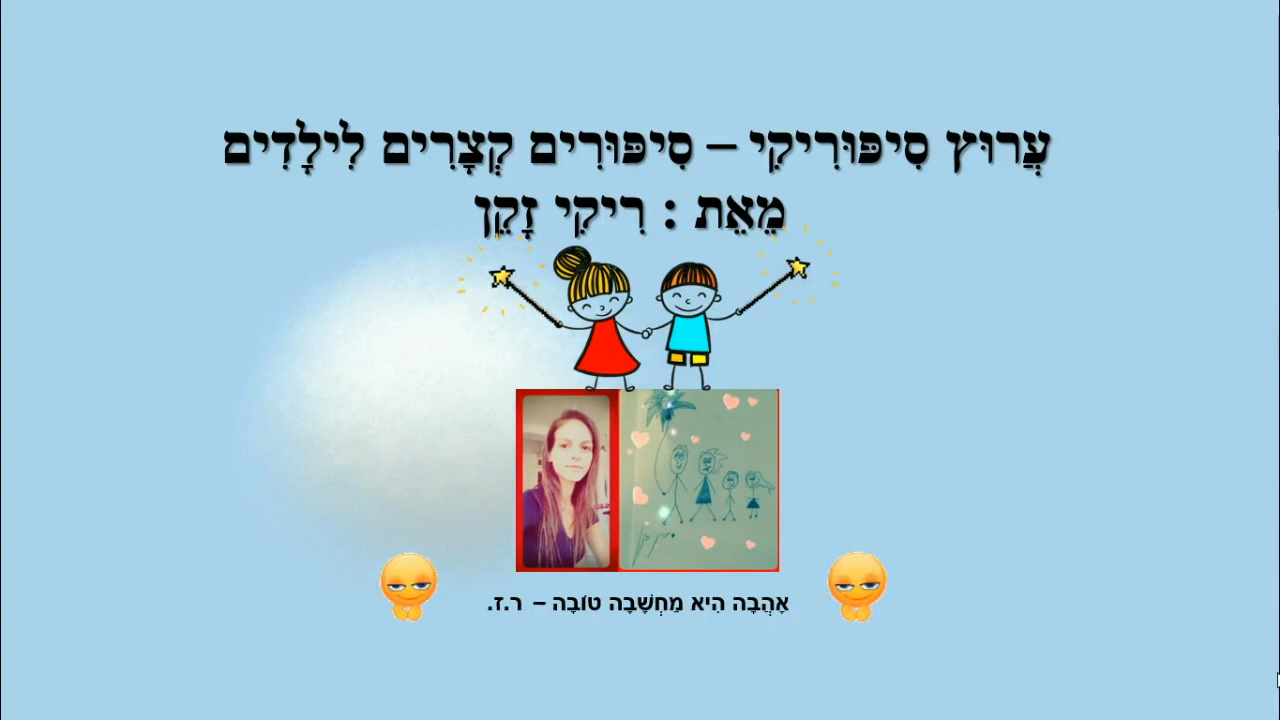 עֲרוּץ סִיפּוּרִיקִי – סִיפּוּרִים קְצָרִים לִילָדִים
מֵאֵת : רִיקִי זָקֵן
אָהֲבָה הִיא מַחְשָׁבָה טוֹבָה – ר.ז.